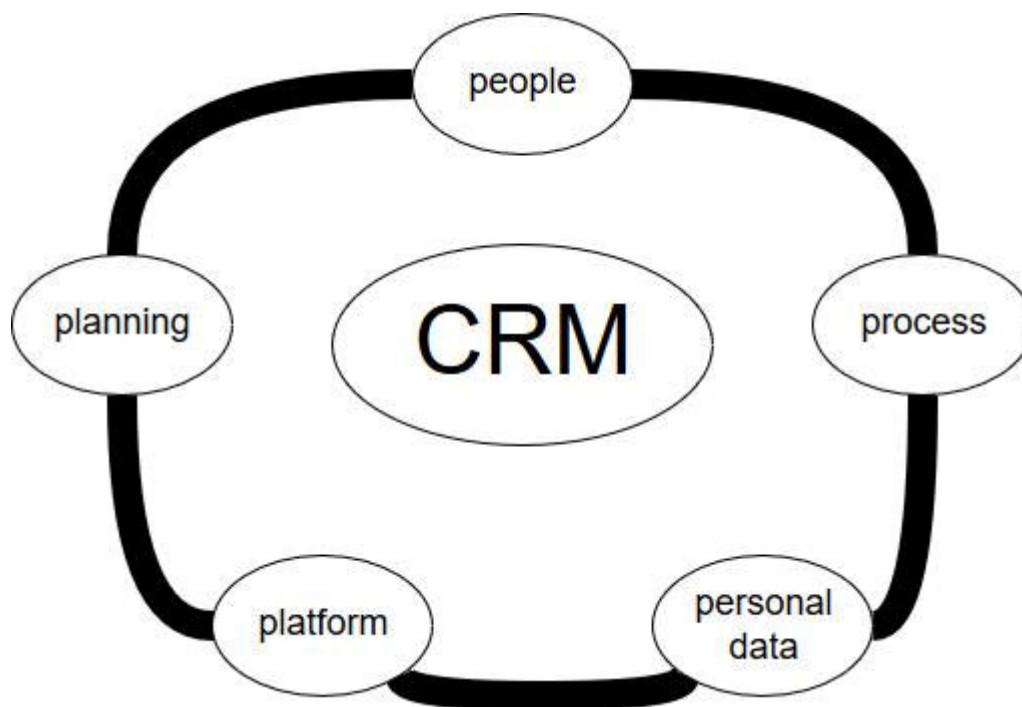 people
planning
CRM
process
platform
personal
data